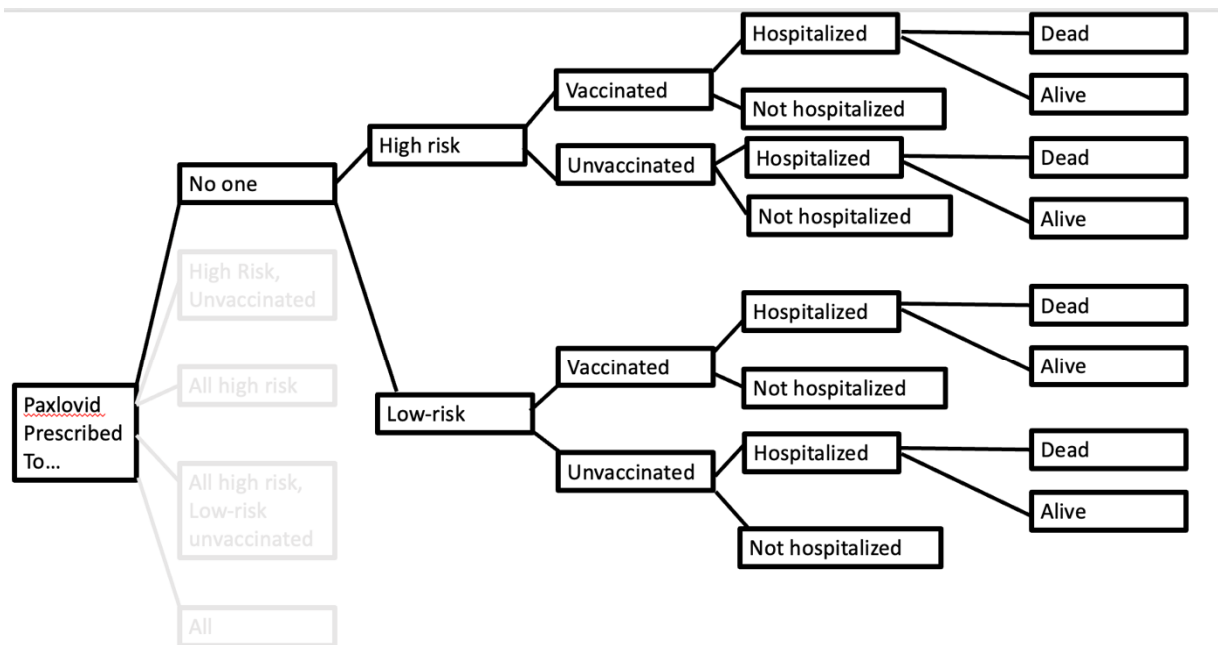 Hospitalized
Dead
Vaccinated
Alive
Not hospitalized
High risk
Hospitalized
Dead
Unvaccinated
No one
Not hospitalized
Alive
High Risk,
Unvaccinated
Hospitalized
Dead
Vaccinated
Alive
All high risk
Not hospitalized
Paxlovid
Prescribed
To...
Low-risk
Hospitalized
Dead
Unvaccinated
All high risk,
Low-risk
unvaccinated
Alive
Not hospitalized
All